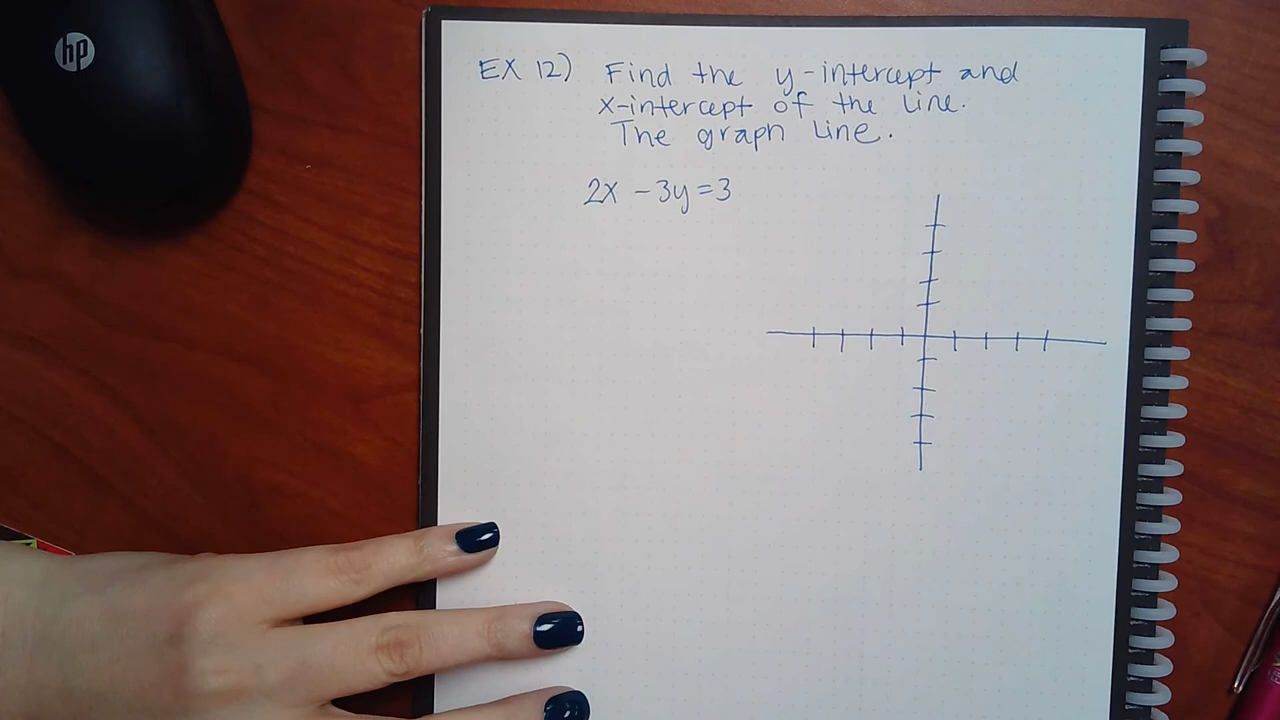 hp
EX 12) Find the y-intercept and
x-intercept of the line.
The graph line.
2x - 3y = 3